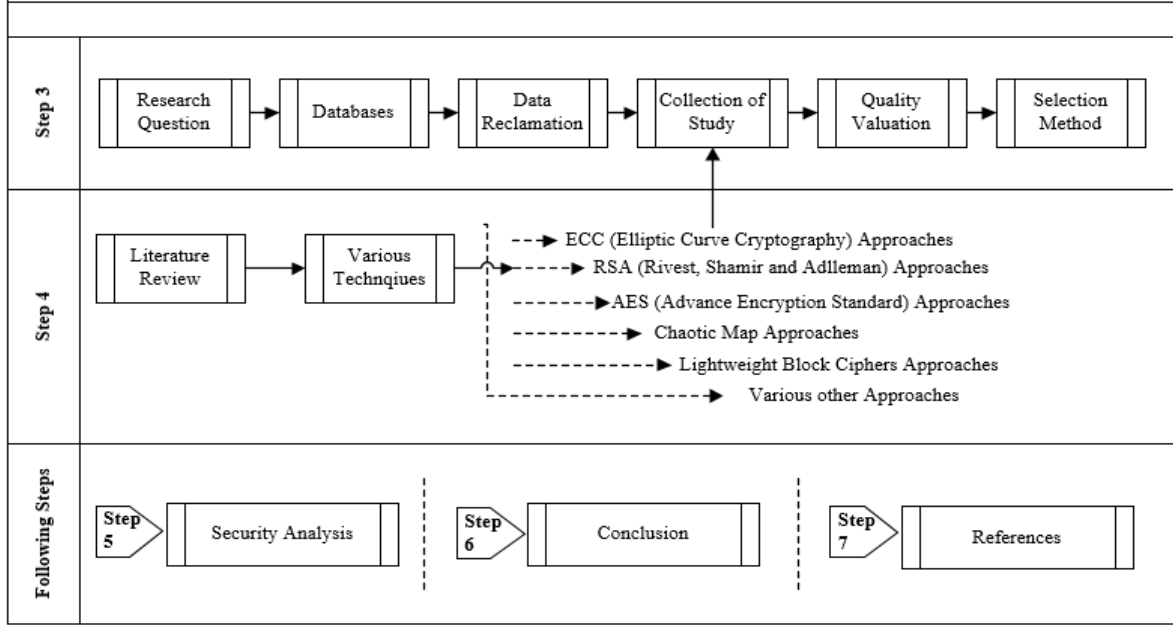 Step 3
Research
Question
Databases
Data
Reclamation
Collection of
Study
Quality
Valuation
Selection
Method
Step 4
Literature
Review
Various
Technqiues
ECC (Elliptic Curve Cryptography) Approaches
RSA (Rivest, Shamir and Adlleman) Approaches
AES (Advance Encryption Standard) Approaches
Chaotic Map Approaches
Lightweight Block Ciphers Approaches
Various other Approaches
Following Steps
Step
5
Security Analysis
Step
6
Conclusion
Step
7
References